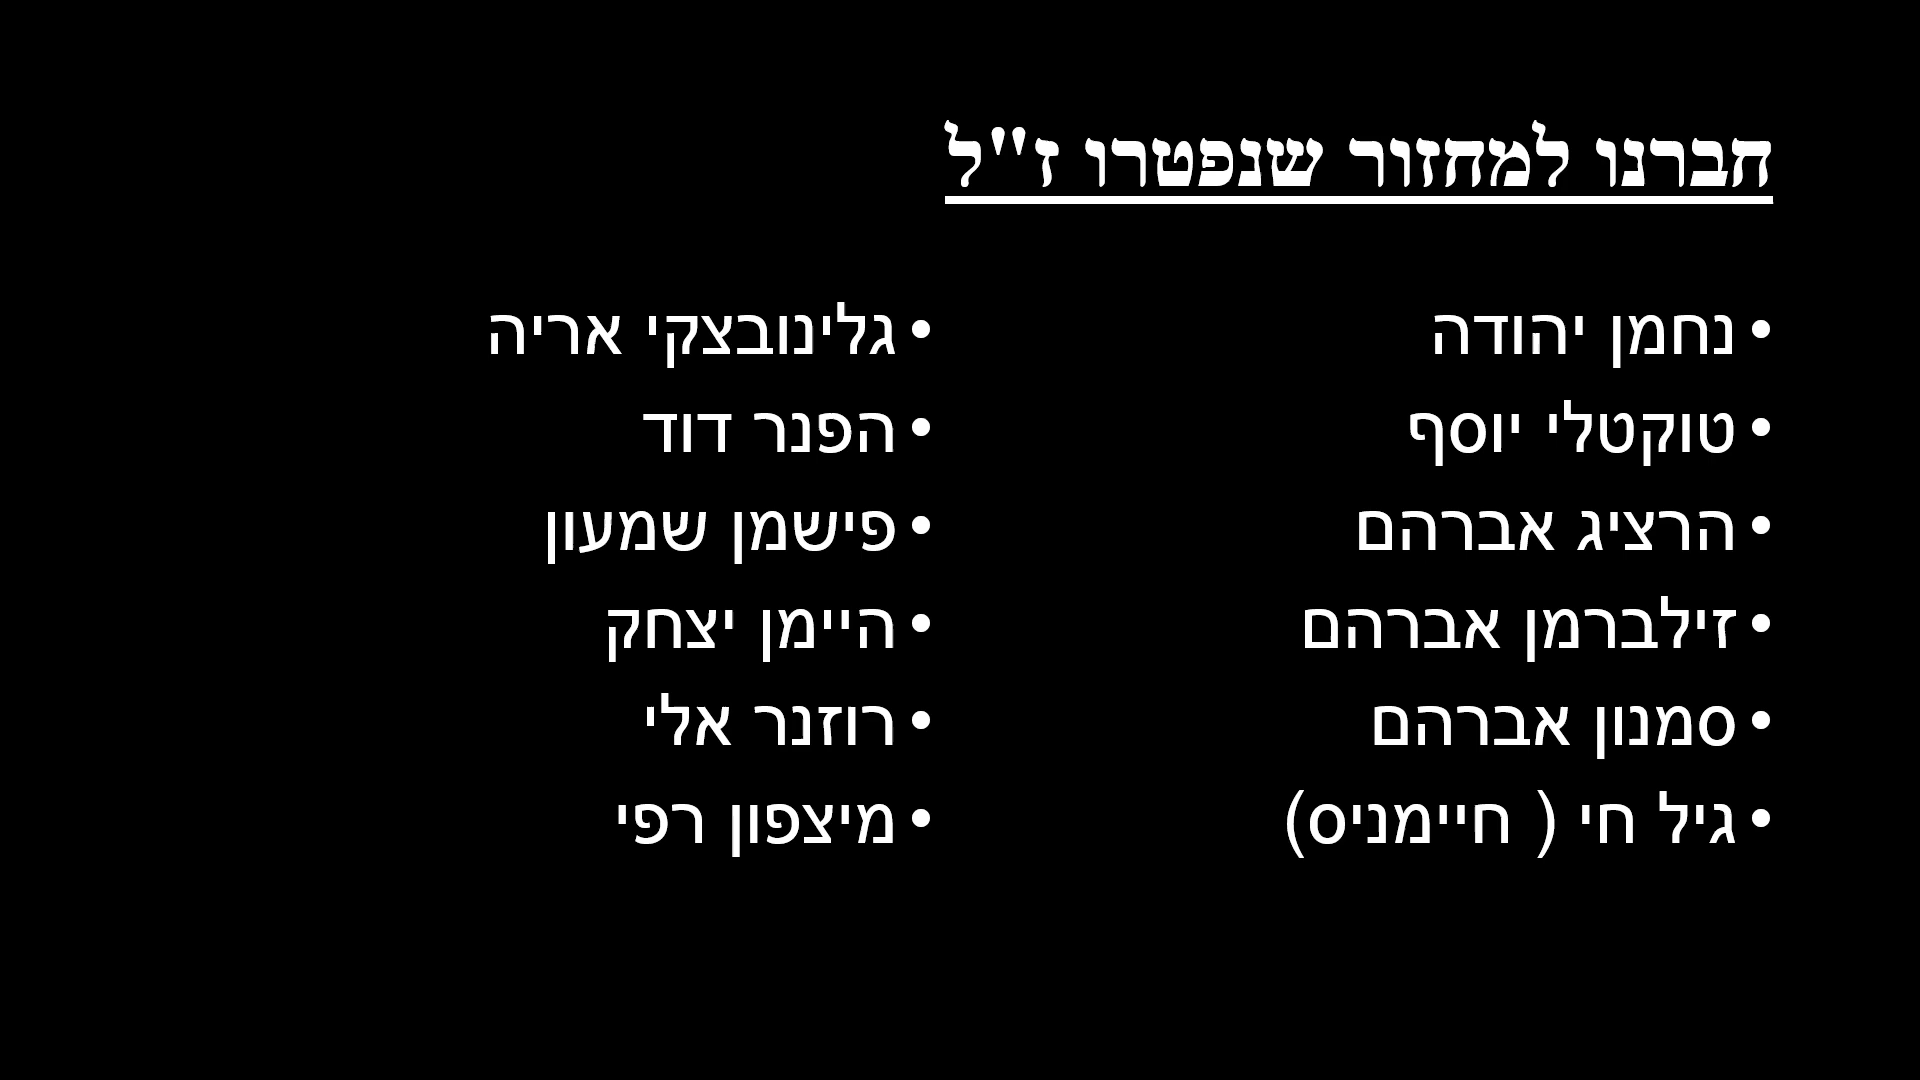 חברנו למחזור שנפטרו ז"ל
• נחמן יהודה
• טוקטלי יוסף
• הרציג אברהם
• זילברמן אברהם
• סמנון אברהם
• גיל חי ( חיימניס)
• גלינובצקי אריה
• הפנר דוד
• פישמן שמעון
• היימן יצחק
• רוזנר אלי
• מיצפון רפי